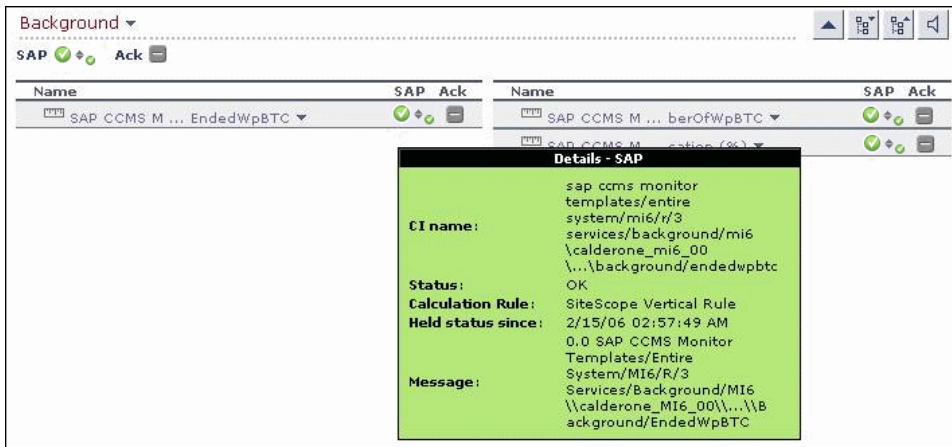 Background
SAP Ack
Name SAP Ack
SAP CCMS M ... EndedWpBTC
Name SAP Ack
SAP CCMS M ... berOfWpBTC
SAP CCMS M ... cation (%)
Details - SAP
CI name:
sap ccms monitor
templates/entire
system/mi6/r/3
services/background/mi6
\calderone_mi6_00
\...\background/endedwpbtc
Status: OK
Calculation Rule: SiteScope Vertical Rule
Held status since: 2/15/06 02:57:49 AM
Message:
0.0 SAP CCMS Monitor
Templates/Entire
System/MI6/R/3
Services/Background/MI6
\\calderone_MI6_00\\...\\B
ackground/EndedWpBTC